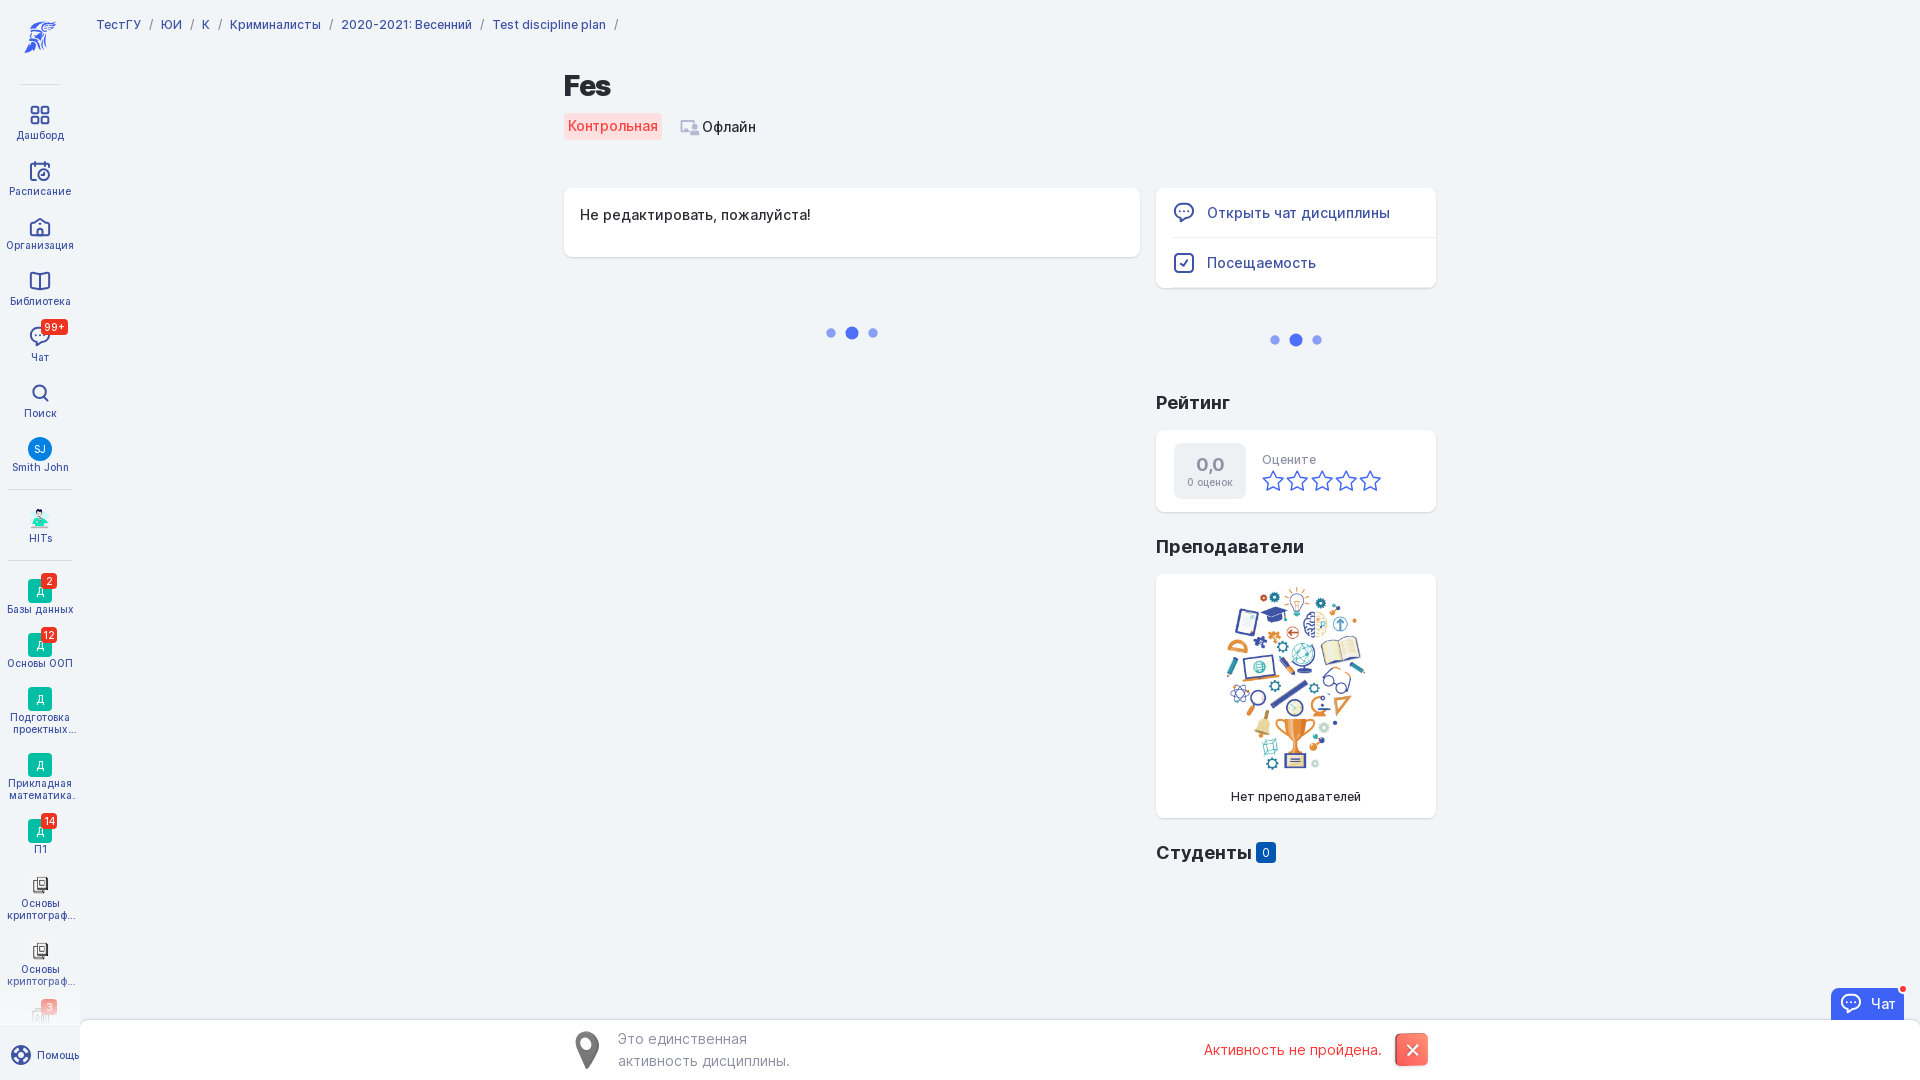 ТестГУ / ЮИ / К / Криминалисты / 2020-2021: Весенний / Test discipline plan /
Fes
Контрольная
Офлайн
Не редактировать, пожалуйста!
Открыть чат дисциплины
Посещаемость
Рейтинг
0,0
0 оценок
Оцените
Преподаватели
Нет преподавателей
Студенты 0
Дашборд
Расписание
Организация
Библиотека
99+
Чат
Поиск
SJ
Smith John
HITs
Д 2
Базы данных
Д 12
Основы ООП
Д
Подготовка
проектных...
Д
Прикладная
математика.
Д 14
П1
Основы
криптограф...
Основы
криптограф...
3
Помощь
Это единственная
активность дисциплины.
Активность не пройдена.
Чат